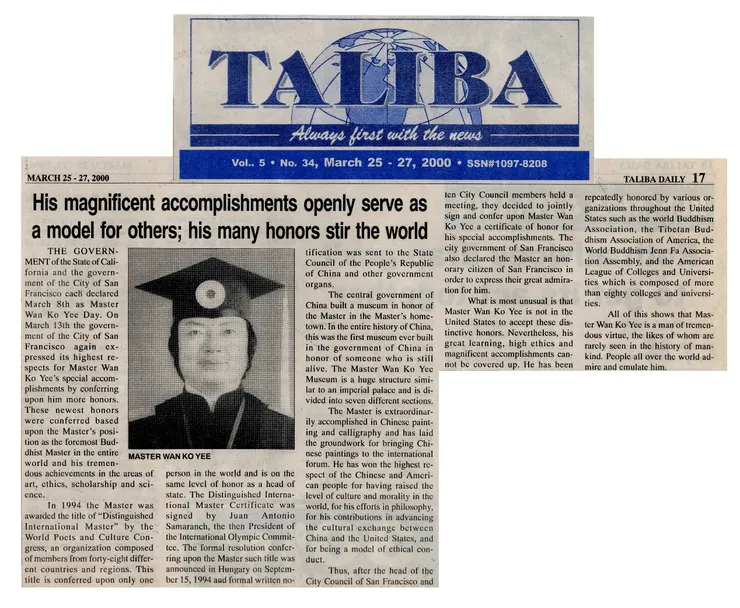 TALIBA
Always first with the news
Vol.. 5 • No. 34, March 25 - 27, 2000 • SSN#1097-8208
MARCH 25 - 27, 2000
TALIBA DAILY 17
His magnificent accomplishments openly serve as
a model for others; his many honors stir the world
THE GOVERN-
MENT of the State of Cali-
fornia and the govern-
ment of the City of San
Francisco each declared
March 8th as Master
Wan Ko Yee Day. On
March 13th the govern-
ment of the City of San
Francisco again ex-
pressed its highest re-
spects for Master Wan
Ko Yee's special accom-
plishments by conferring
upon him more honors.
These newest honors
were conferred based
upon the Master's posi-
tion as the foremost Bud-
dhist Master in the entire
world and his tremen-
dous achievements in the areas of
art, ethics, scholarship and sci-
ence.
In 1994 the Master was
awarded the title of "Distinguished
International Master" by the
World Poets and Culture Con-
gress, an organization composed
of members from forty-eight differ-
ent countries and regions. This
title is conferred upon only one
MASTER WAN KO YEE
person in the world and is on the
same level of honor as a head of
state. The Distinguished Interna-
tional Master Certificate was
signed by Juan Antonio
Samaranch, the then President of
the International Olympic Commit-
tee. The formal resolution confer-
ring upon the Master such title was
announced in Hungary on Septem-
ber 15, 1994 and formal written no-
tification was sent to the State
Council of the People's Republic
of China and other government
organs.
The central government of
China built a museum in honor of
the Master in the Master's home-
town. In the entire history of China,
this was the first museum ever built
in the government of China in
honor of someone who is still
alive. The Master Wan Ko Yee
Museum is a huge structure simi-
lar to an imperial palace and is di-
vided into seven different sections.
The Master is extraordinar-
ily accomplished in Chinese paint-
ing and calligraphy and has laid
the groundwork for bringing Chi-
nese paintings to the international
forum. He has won the highest re-
spect of the Chinese and Ameri-
can people for having raised the
level of culture and morality in the
world, for his efforts in philosophy,
for his contributions in advancing
the cultural exchange between
China and the United States, and
for being a model of ethical con-
duct.
Thus, after the head of the
City Council of San Francisco and
ten City Council members held a
meeting, they decided to jointly
sign and confer upon Master Wan
Ko Yee a certificate of honor for
his special accomplishments. The
city government of San Francisco
also declared the Master an hon-
orary citizen of San Francisco in
order to express their great admira-
tion for him.
What is most unusual is that
Master Wan Ko Yee is not in the
United States to accept these dis-
tinctive honors. Nevertheless, his
great learning, high ethics and
magnificent accomplishments can-
not be covered up. He has been
repeatedly honored by various or-
ganizations throughout the United
States such as the world Buddhism
Association, the Tibetan Bud-
dhism Association of America, the
World Buddhism Jenn Fa Associa-
tion Assembly, and the American
League of Colleges and Universi-
ties which is composed of more
than eighty colleges and universi-
ties.
All of this shows that Mas-
ter Wan Ko Yee is a man of tremen-
dous virtue, the likes of whom are
rarely seen in the history of man-
kind. People all over the world ad-
mire and emulate him.